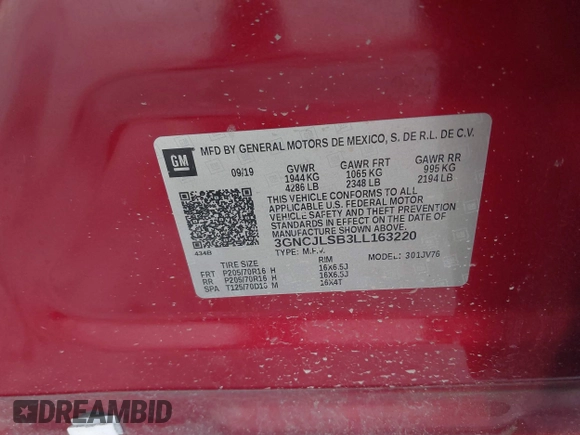 MFD BY GENERAL MOTORS DE MEXICO, S. DE R.L. DE C.V.
GM
09/19 GVWR GAWR FRT GAWR RR
1944 KG 1065 KG 995 KG
4286 LB 2348 LB 2194 LB
THIS VEHICLE CONFORMS TO ALL
APPLICABLE U.S. FEDERAL MOTOR
VEHICLE SAFETY, BUMPER, AND THEFT
PREVENTION STANDARDS IN EFFECT ON
THE DATE OF MANUFACTURE SHOWN ABOVE.
3GNCJLSB3LL163220
434B TYPE: M.P.V. MODEL: 301JV76
TIRE SIZE RIM
FRT P205/70R16 H 16X6.5J
RR P205/70R16 H 16X6.5J
SPA T125/70D16 M 16X4T
DREAMBID